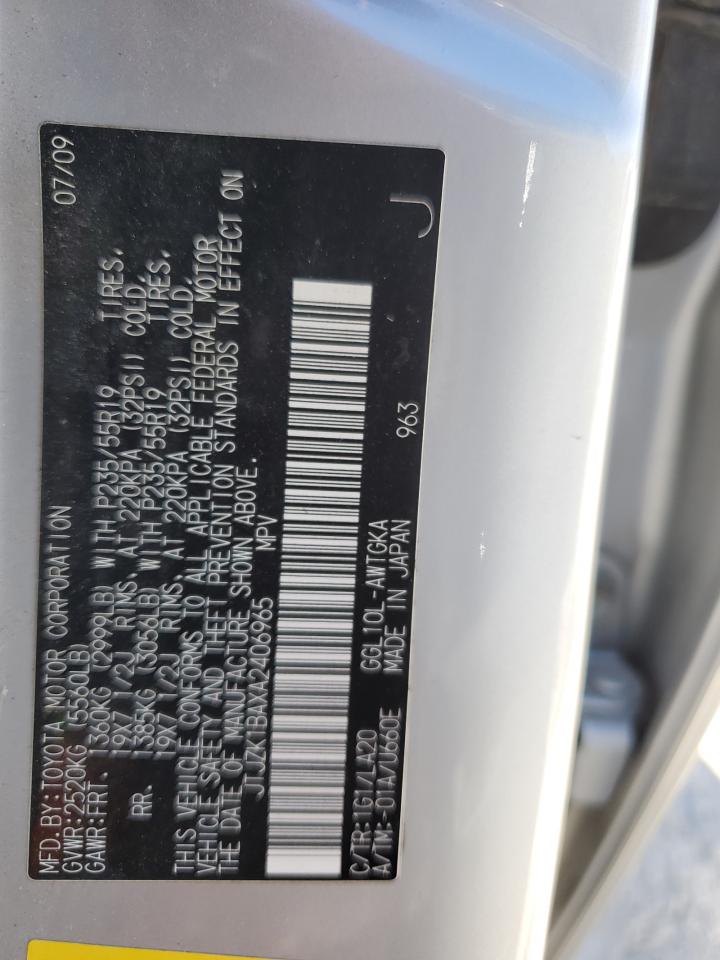 MFD.BY:TOYOTA MOTOR CORPORATION 07/09
GVWR:2520KG (5560LB)
GAWR:FRT. 1360KG (2999LB) WITH P235/55R19 TIRES,
19X7 1/2J RIMS, AT 220KPA (32PSI) COLD.
RR. 1385KG (3056LB) WITH P235/55R19 TIRES,
19X7 1/2J RIMS, AT 220KPA (32PSI) COLD.
THIS VEHICLE CONFORMS TO ALL APPLICABLE FEDERAL MOTOR
VEHICLE SAFETY AND THEFT PREVENTION STANDARDS IN EFFECT ON
THE DATE OF MANUFACTURE SHOWN ABOVE.
JTJZK1BAXA2406965 MPV
C/TR:1G1/LA20 GGL10L-AWTGKA 963
A/TM:-01A/U660E MADE IN JAPAN
J